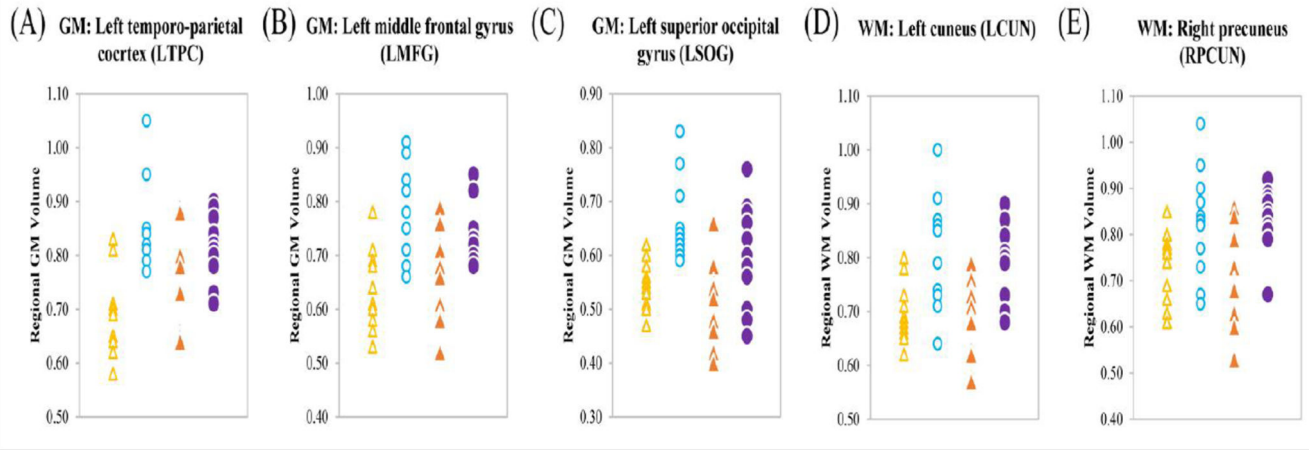 (A) GM: Left temporo-parietal
cocrtex (LTPC)
Regional GM Volume
1.10
1.00
0.90
0.80
0.70
0.60
0.50
(B) GM: Left middle frontal gyrus
(LMFG)
Regional GM Volume
1.00
0.90
0.80
0.70
0.60
0.50
0.40
(C) GM: Left superior occipital
gyrus (LSOG)
Regional GM Volume
0.90
0.80
0.70
0.60
0.50
0.40
0.30
(D) WM: Left cuneus (LCUN)
Regional WM Volume
1.10
1.00
0.90
0.80
0.70
0.60
0.50
(E) WM: Right precuneus
(RPCUN)
Regional WM Volume
1.10
1.00
0.90
0.80
0.70
0.60
0.50
0.40